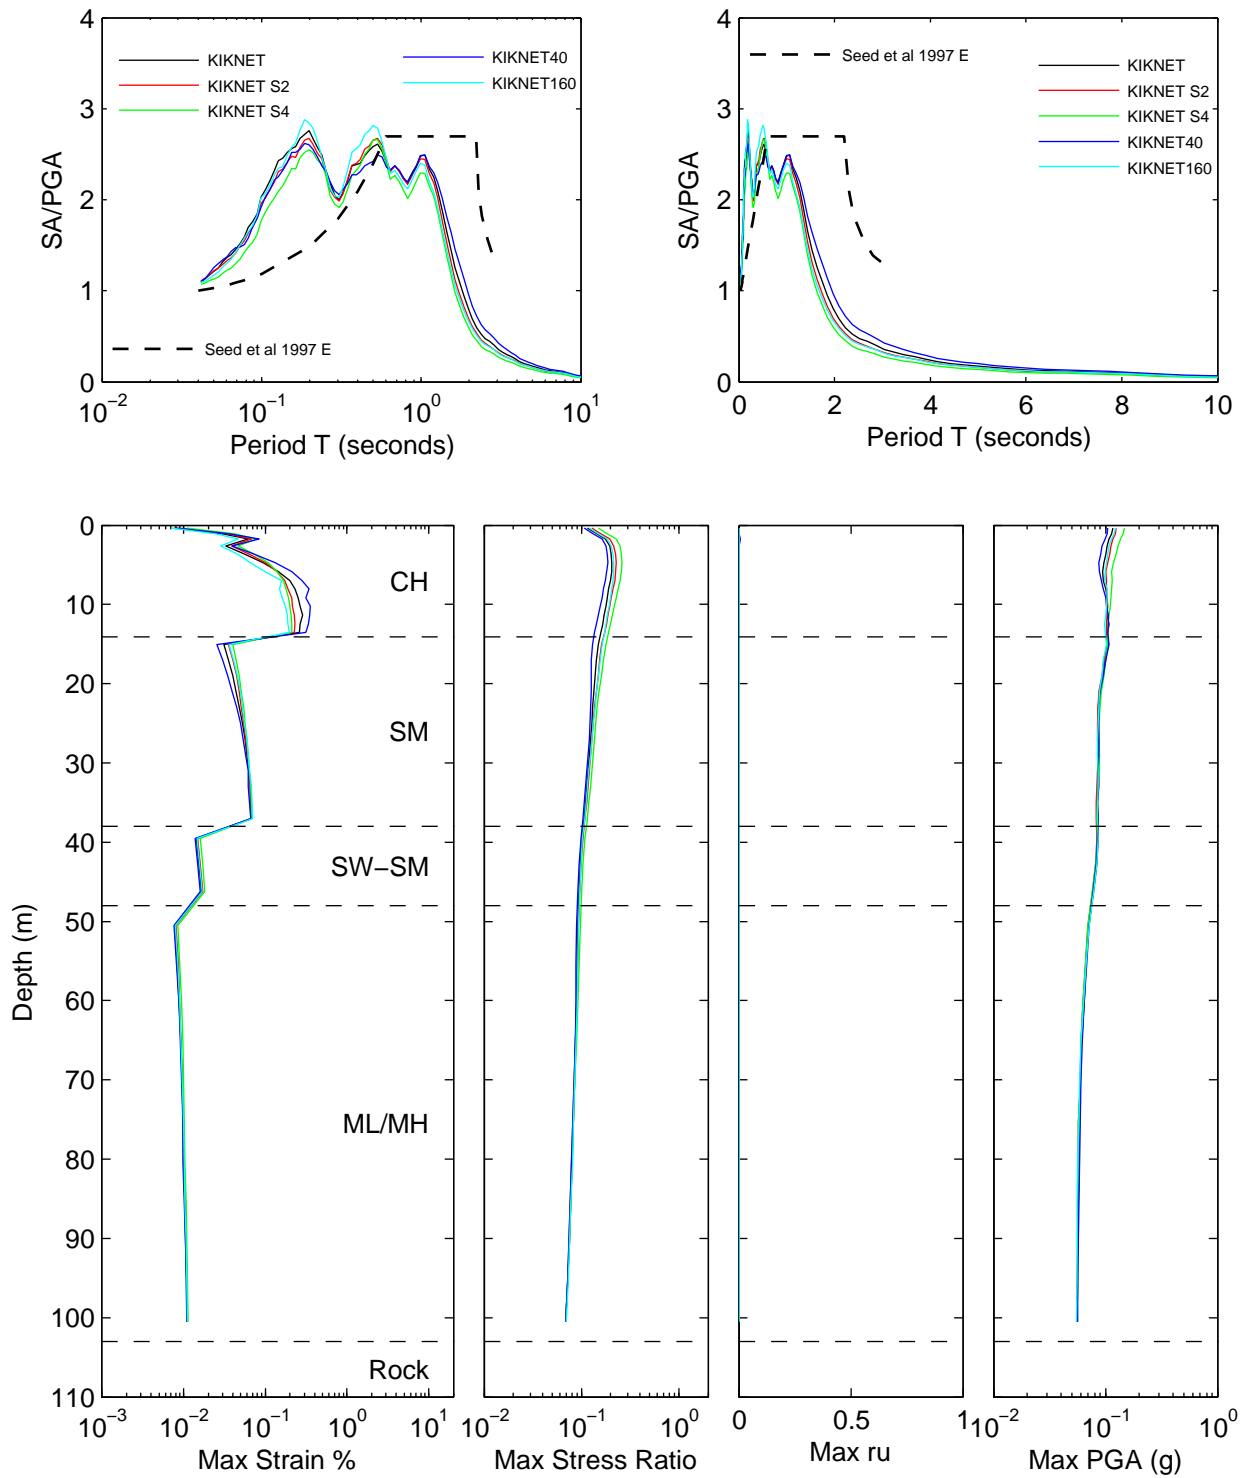 4
3
2
1
0
SA/PGA
KIKNET
KIKNET S2
KIKNET S4
KIKNET40
KIKNET160
Seed et al 1997 E
10^−2
10^−1
10^0
10^1
Period T (seconds)
4
3
2
1
0
SA/PGA
Seed et al 1997 E
KIKNET
KIKNET S2
KIKNET S4
KIKNET40
KIKNET160
0 2 4 6 8 10
Period T (seconds)
0
10
20
30
40
50
60
70
80
90
100
110
Depth (m)
CH
SM
SW−SM
ML/MH
Rock
10^−3 10^−2 10^−1 10^0 10^1
Max Strain %
10^−2 10^−1 10^0
Max Stress Ratio
0 0.5 1
Max ru
10^−2 10^−1 10^0
Max PGA (g)